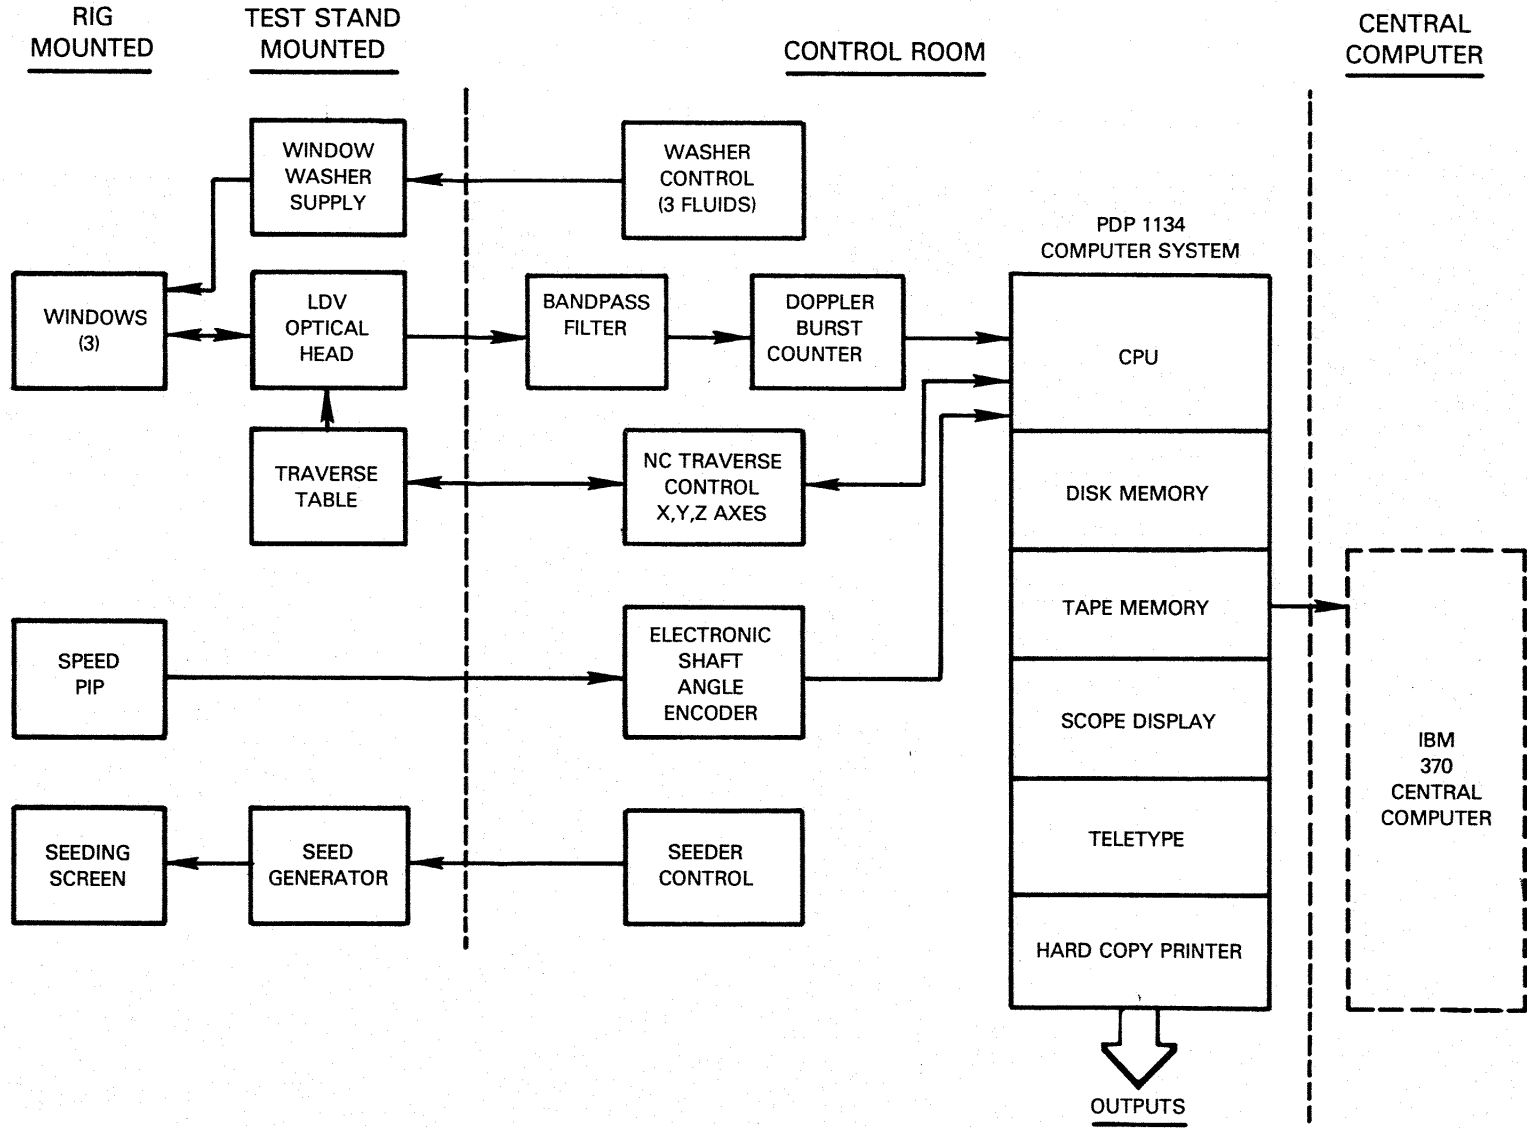 RIG
MOUNTED
TEST STAND
MOUNTED
CONTROL ROOM
CENTRAL
COMPUTER
WINDOW
WASHER
SUPPLY
WASHER
CONTROL
(3 FLUIDS)
PDP 1134
COMPUTER SYSTEM
WINDOWS
(3)
LDV
OPTICAL
HEAD
BANDPASS
FILTER
DOPPLER
BURST
COUNTER
CPU
TRAVERSE
TABLE
NC TRAVERSE
CONTROL
X,Y,Z AXES
DISK MEMORY
TAPE MEMORY
SPEED
PIP
ELECTRONIC
SHAFT
ANGLE
ENCODER
SCOPE DISPLAY
IBM
370
CENTRAL
COMPUTER
SEEDING
SCREEN
SEED
GENERATOR
SEEDER
CONTROL
TELETYPE
HARD COPY PRINTER
OUTPUTS